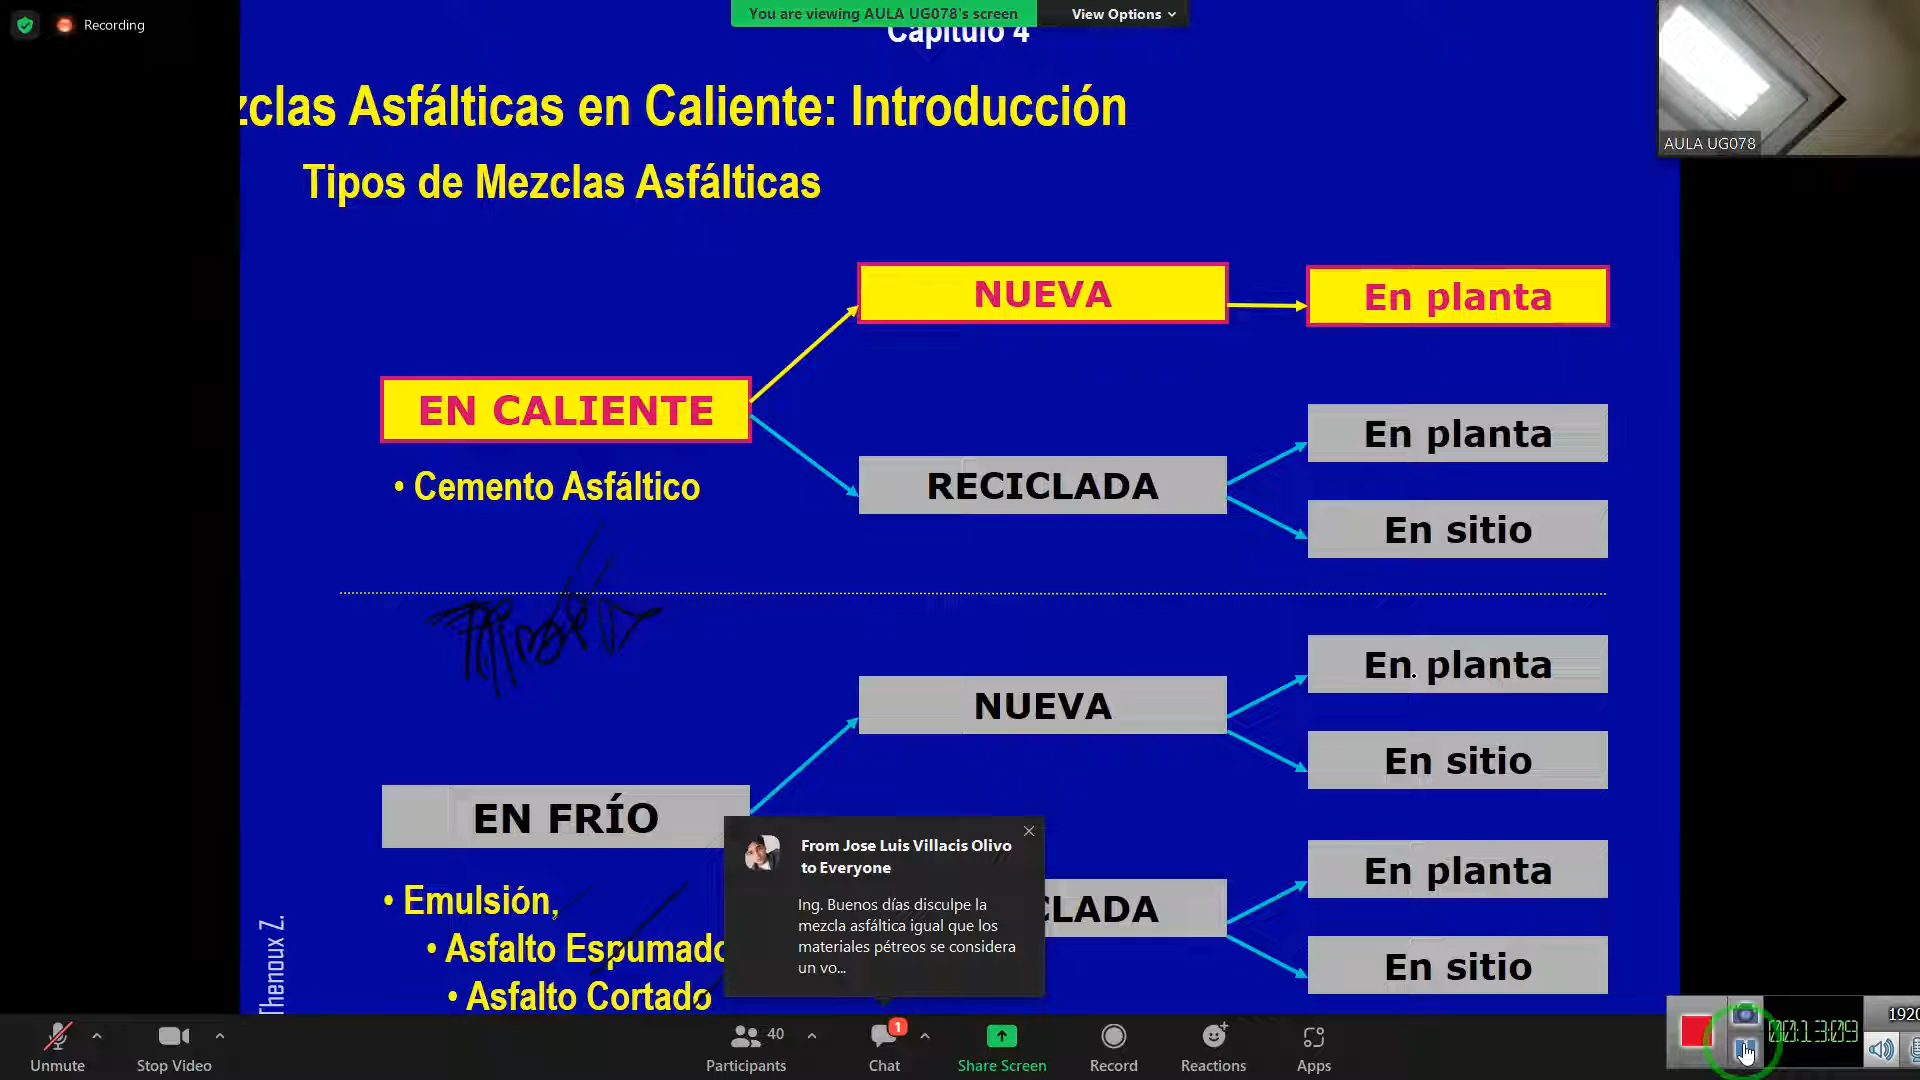 Recording
You are viewing AULA UG078's screen
View Options
Capítulo 4
zclas Asfálticas en Caliente: Introducción
AULA UG078
Tipos de Mezclas Asfálticas
NUEVA
En planta
EN CALIENTE
En planta
• Cemento Asfáltico
RECICLADA
En sitio
En planta
NUEVA
En sitio
EN FRÍO
From Jose Luis Villacis Olivo
to Everyone
Ing. Buenos días disculpe la
mezcla asfáltica igual que los
materiales pétreos se considera
un vo...
En planta
• Emulsión,
CLADA
• Asfalto Espumado
En sitio
• Asfalto Cortado
Thenoux Z.
Unmute
Stop Video
40
Participants
1
Chat
Share Screen
Record
Reactions
Apps
00:13:09
1920